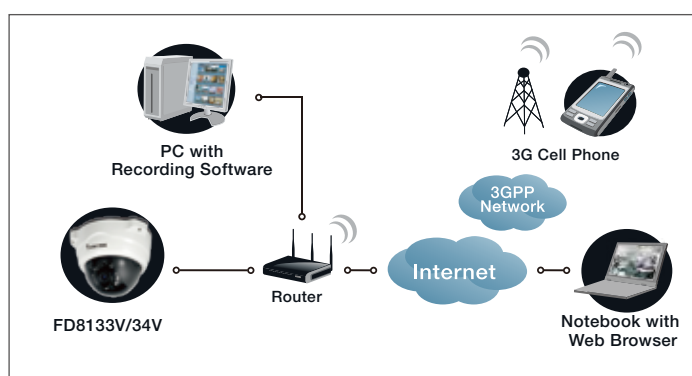 PC with
Recording Software
3G Cell Phone
3GPP
Network
FD8133V/34V
Router
Internet
Notebook with
Web Browser